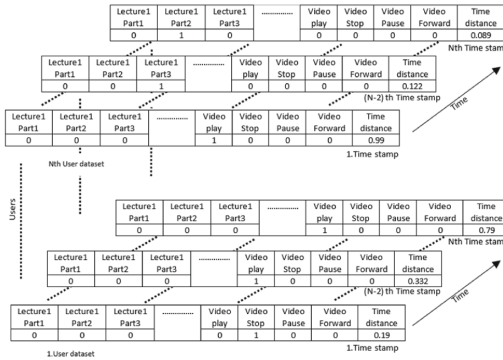 Lecture1 Part1 Lecture1 Part2 Lecture1 Part3 ................ Video play Video Stop Video Pause Video Forward Time distance
0 1 0 0 0 0 0 0.089
Nth Time stam
Lecture1 Part1 Lecture1 Part2 Lecture1 Part3 ................ Video play Video Stop Video Pause Video Forward Time distance
0 0 1 0 0 0 0 0.122
(N-2) th Time stamp
Lecture1 Part1 Lecture1 Part2 Lecture1 Part3 ................ Video play Video Stop Video Pause Video Forward Time distance
0 0 0 1 0 0 0 0.99
1.Time stamp
Time
Nth User dataset
Users
Lecture1 Part1 Lecture1 Part2 Lecture1 Part3 ................ Video play Video Stop Video Pause Video Forward Time distance
0 0 0 1 0 0 0 0.79
Nth Time stam
Lecture1 Part1 Lecture1 Part2 Lecture1 Part3 ................ Video play Video Stop Video Pause Video Forward Time distance
0 0 0 1 0 0 0 0.332
(N-2) th Time stamp
Lecture1 Part1 Lecture1 Part2 Lecture1 Part3 ................ Video play Video Stop Video Pause Video Forward Time distance
0 0 0 0 1 0 0 0.19
1.Time stamp
Time
1.User dataset